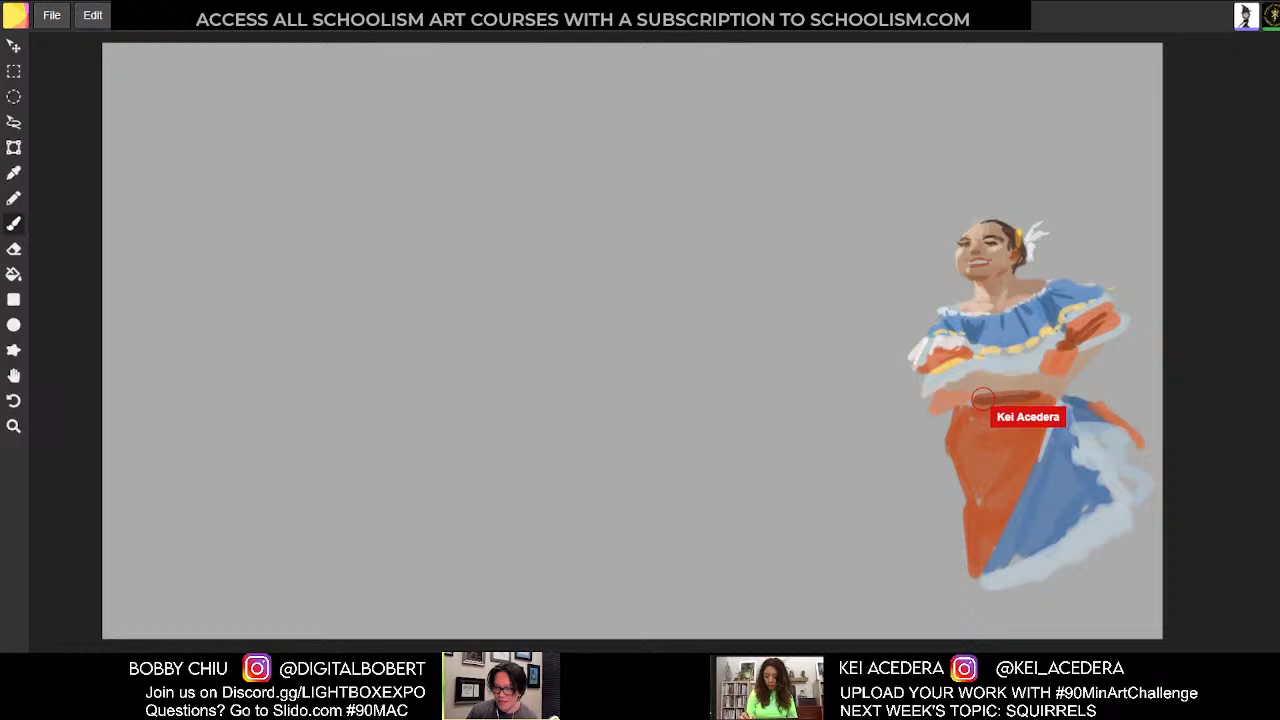 ACCESS ALL SCHOOLISM ART COURSES WITH A SUBSCRIPTION TO SCHOOLISM.COM
File Edit
Kei Acedera
BOBBY CHIU @DIGITALBOBERT
Join us on Discord.gg/LIGHTBOXEXPO
Questions? Go to Slido.com #90MAC
KEI ACEDERA @KEI_ACEDERA
UPLOAD YOUR WORK WITH #90MinArtChallenge
NEXT WEEK'S TOPIC: SQUIRRELS